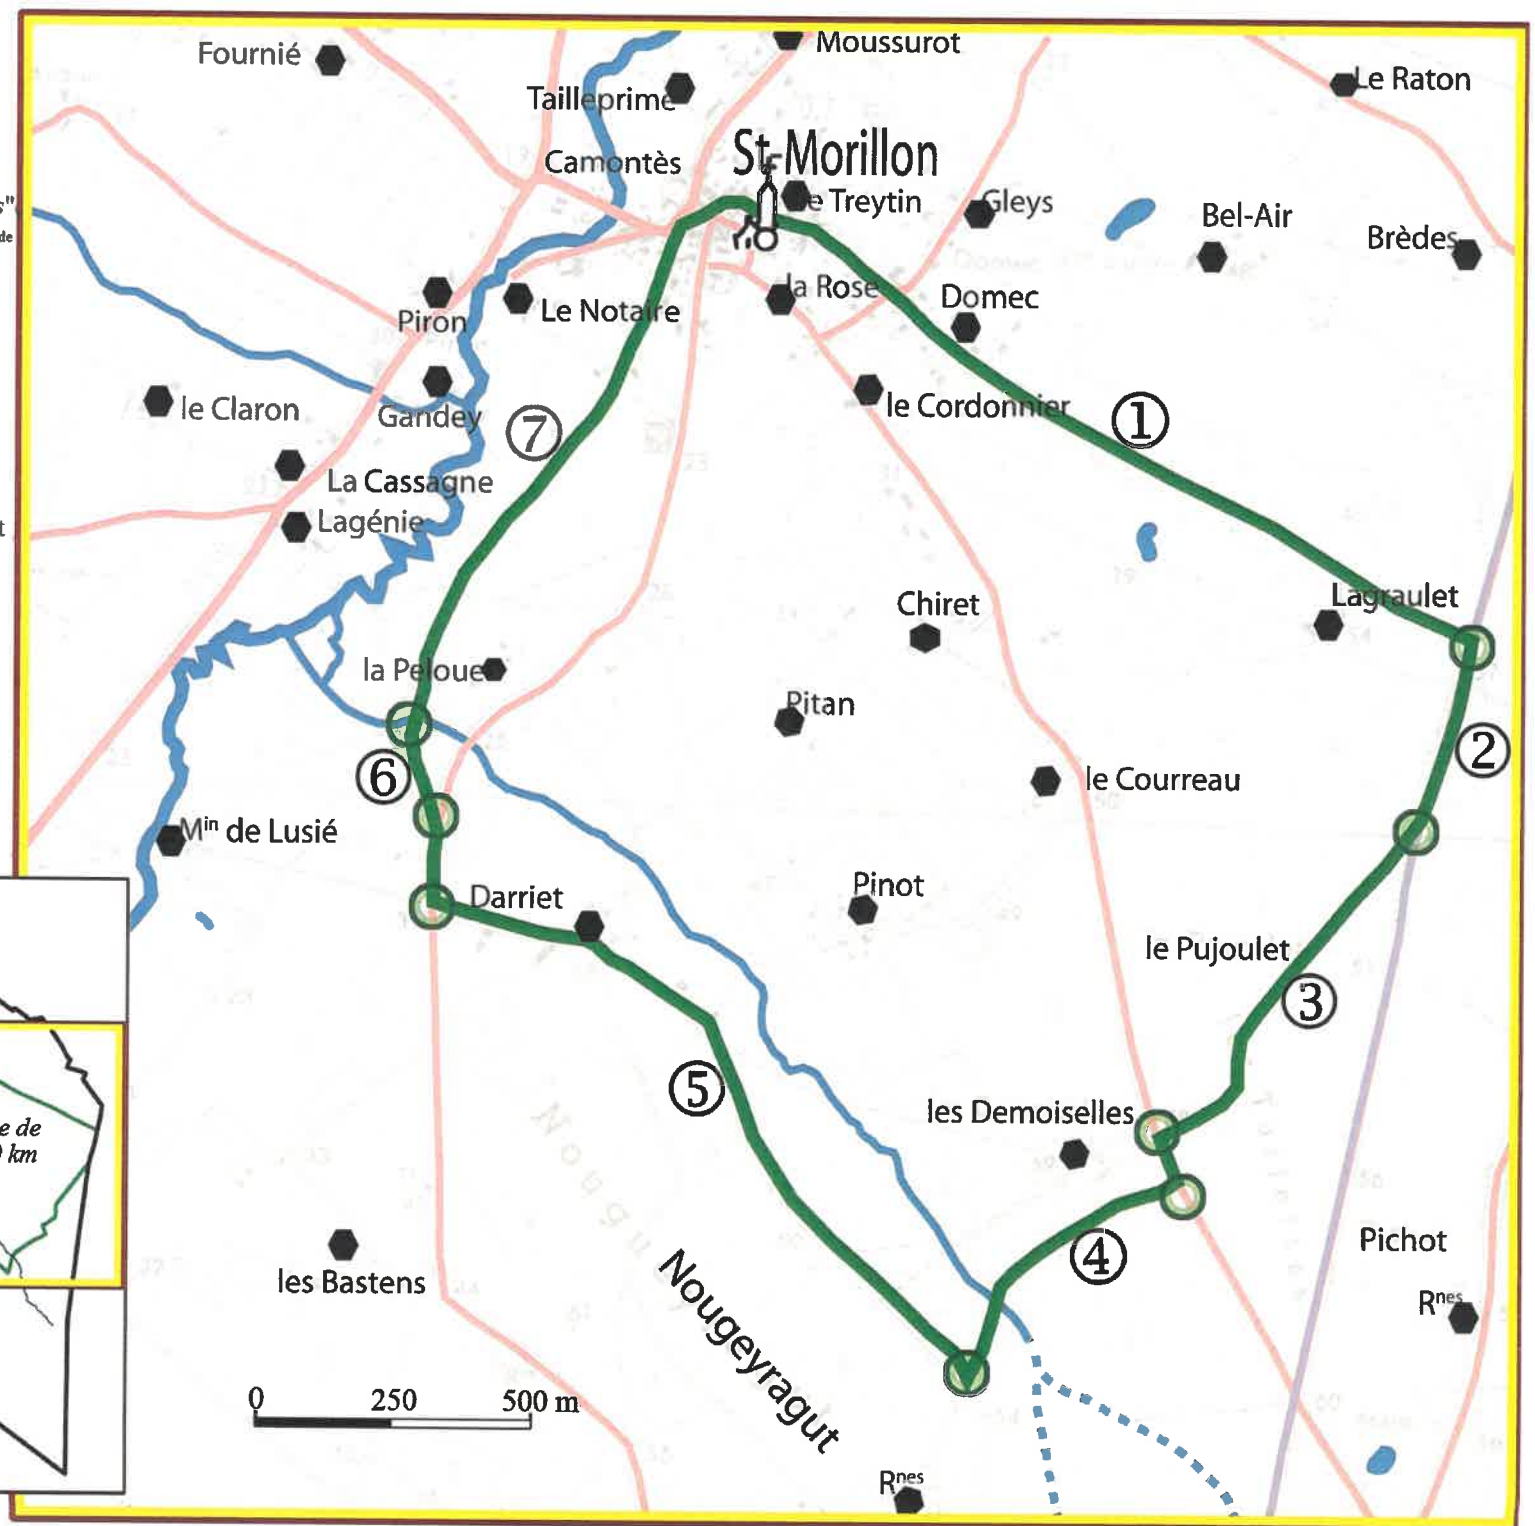 Fournié
Moussurot
Le Raton
Tailleprime
Camontès
St-Morillon
Treytin
Gleys
Bel-Air
Brèdes
s"
de
la Rose
Domec
Piron
Le Notaire
le Claron
Gandey
le Cordonnier
①
⑦
La Cassagne
Lagénie
t
Chiret
Lagraulet
la Peloue
Pitan
②
⑥
le Courreau
Min de Lusié
Darriet
Pinot
le Pujoulet
③
⑤
les Demoiselles
e de
km
④
Pichot
les Bastens
Nougeyragut
Rnes
0 250 500 m
Rnes